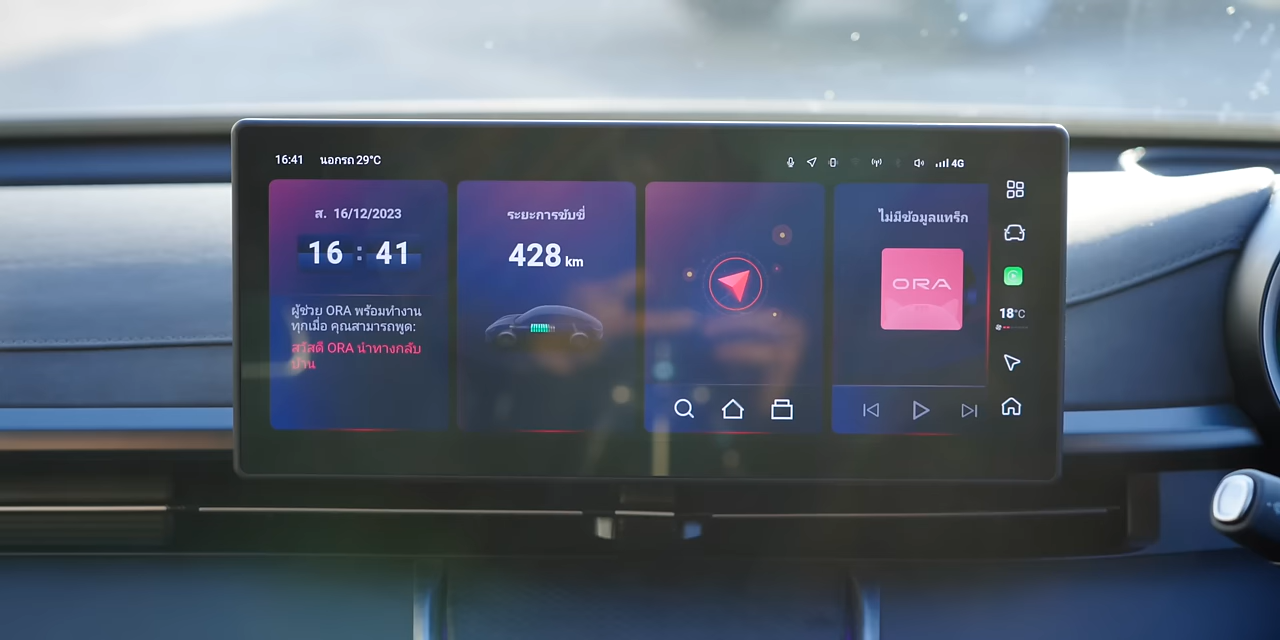 16:41 นอกรถ 29°C
4G
ส. 16/12/2023
16 : 41
ผู้ช่วย ORA พร้อมทำงาน
ทุกเมื่อ คุณสามารถพูด:
สวัสดี ORA นำทางกลับ
บ้าน
ระยะการขับขี่
428 km
ไม่มีข้อมูลแทร็ก
ORA
18°C